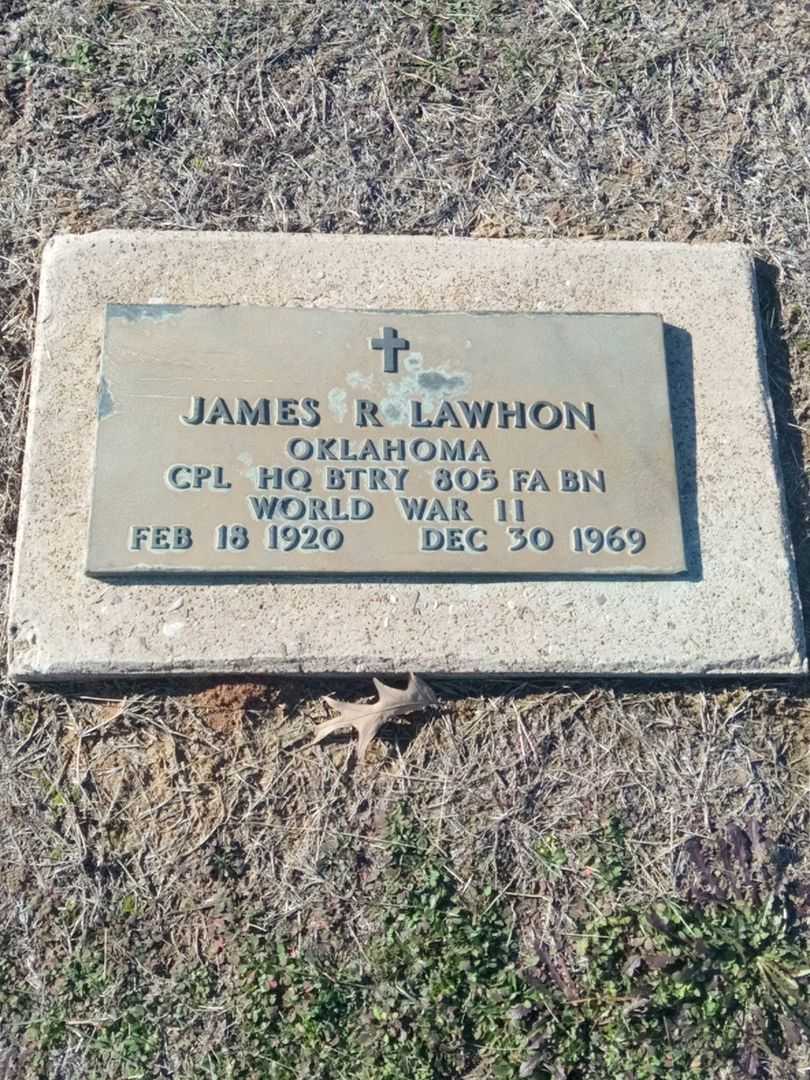 JAMES R LAWHON
OKLAHOMA
CPL HQ BTRY 805 FA BN
WORLD WAR II
FEB 18 1920 DEC 30 1969